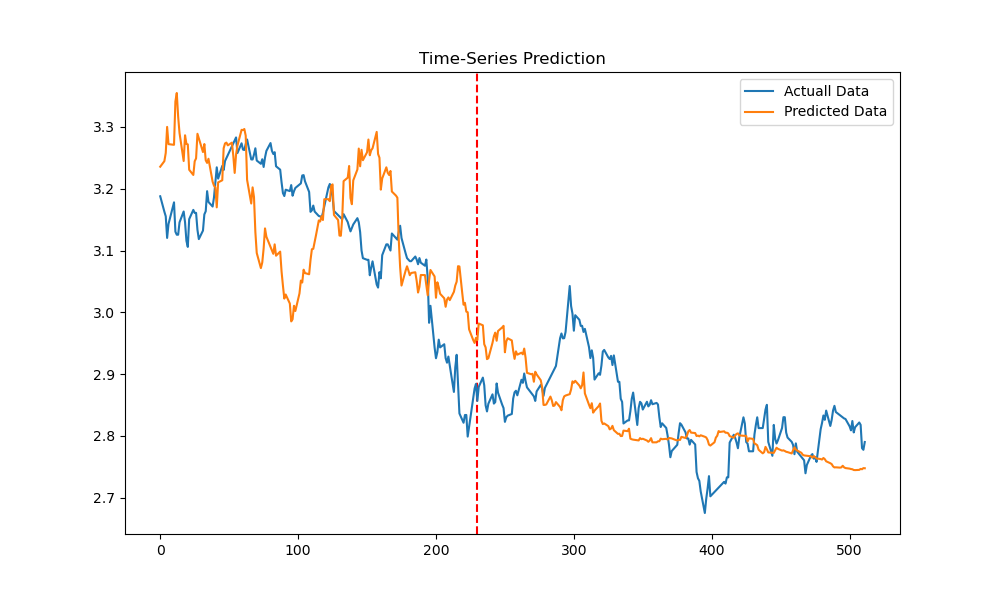 Time-Series Prediction
Actuall Data
Predicted Data
3.3
3.2
3.1
3.0
2.9
2.8
2.7
0 100 200 300 400 500